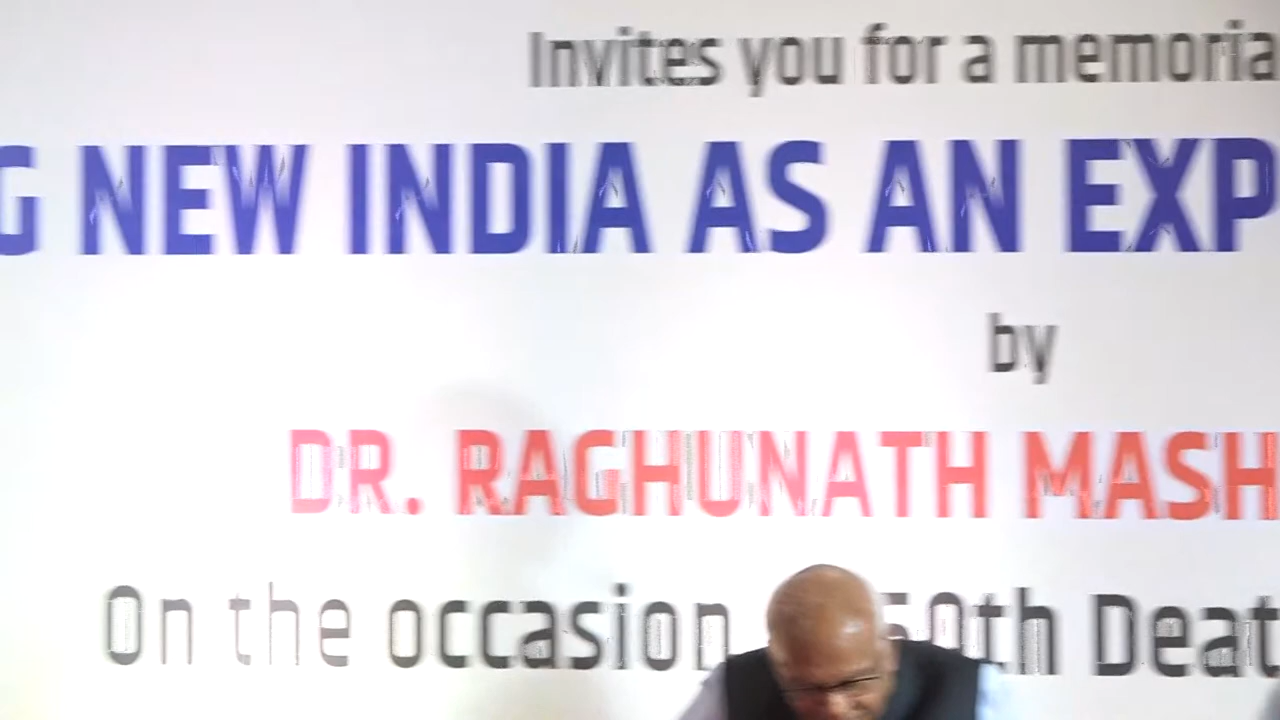 Invites you for a memoria
G NEW INDIA AS AN EXP
by
DR. RAGHUNATH MASH
On the occasion 50th Deat